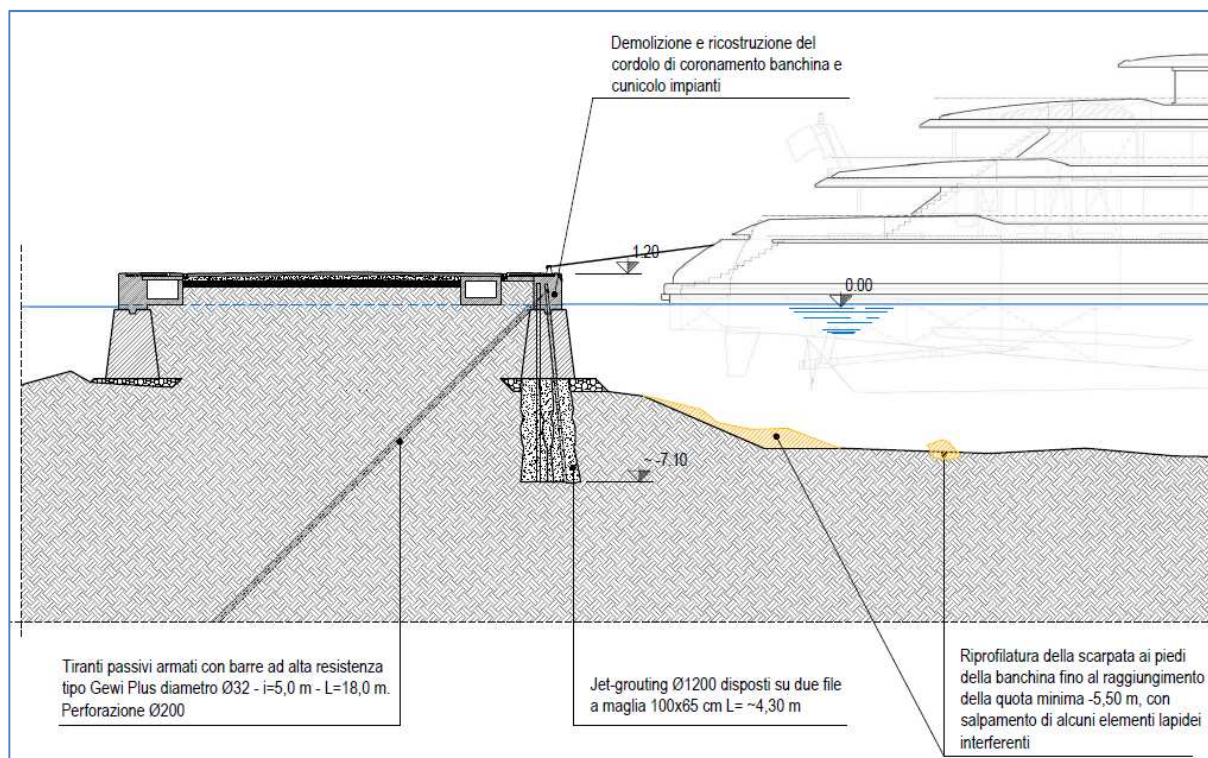 Demolizione e ricostruzione del
cordolo di coronamento banchina e
cunicolo impianti
1.20
0.00
~ -7.10
Tiranti passivi armati con barre ad alta resistenza
tipo Gewi Plus diametro Ø32 - i=5,0 m - L=18,0 m.
Perforazione Ø200
Jet-grouting Ø1200 disposti su due file
a maglia 100x65 cm L= ~4,30 m
Riprofilatura della scarpata ai piedi
della banchina fino al raggiungimento
della quota minima -5,50 m, con
salpamento di alcuni elementi lapidei
interferenti